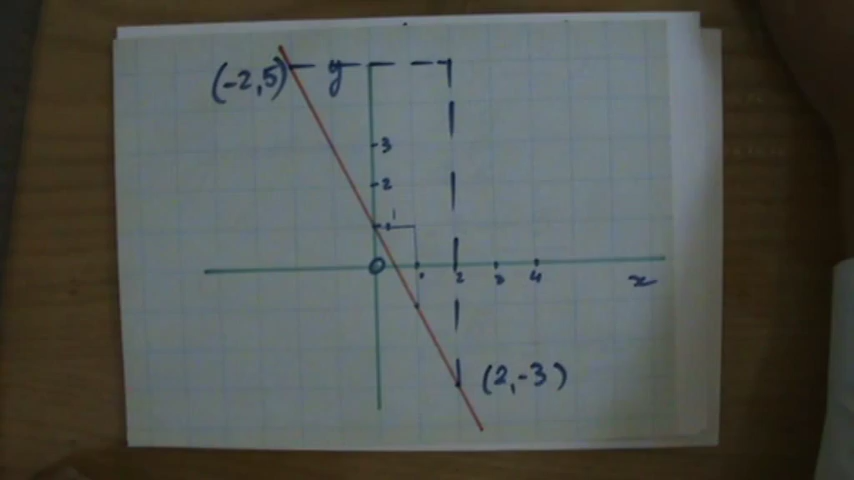 (-2,5) y
3
2
1
0 1 2 3 4 x
(2,-3)